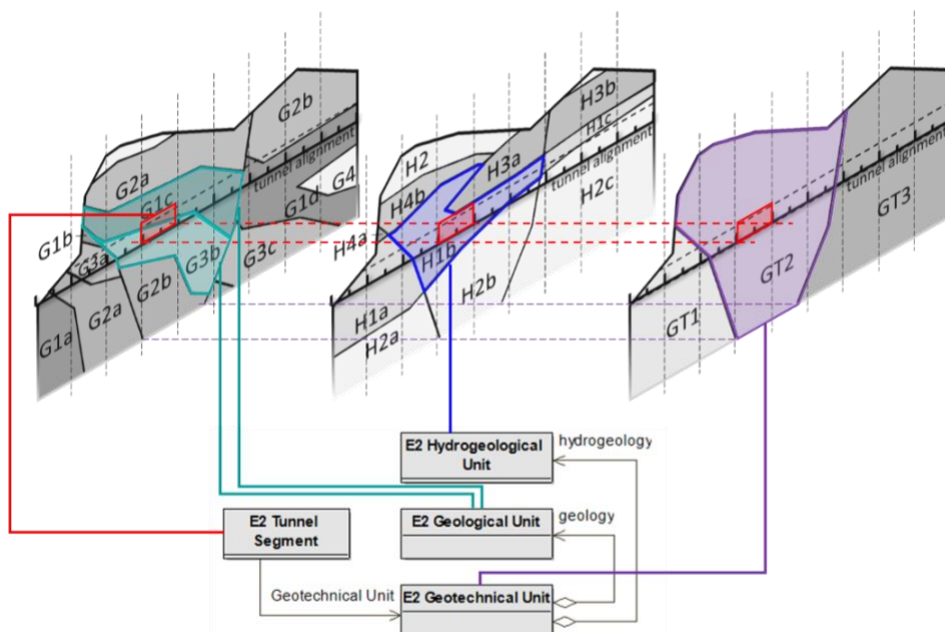 G2b
G2a
G1c
tunnel alignment
G4
G1d
G1b
G3a
G3b
G3c
G2b
G2a
G1a
H3b
H1c
H2
H3a
tunnel alignment
H4b
H2c
H4a
H1b
H2b
H1a
H2a
tunnel alignment
GT3
GT2
GT1
E2 Hydrogeological
Unit
hydrogeology
E2 Tunnel
Segment
E2 Geological Unit
geology
Geotechnical Unit
E2 Geotechnical Unit